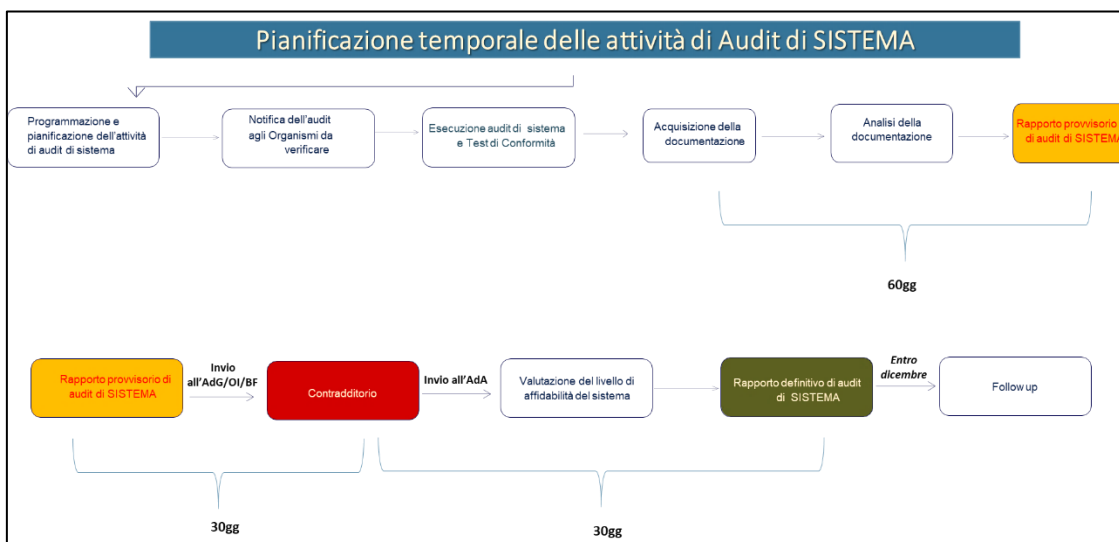 Pianificazione temporale delle attività di Audit di SISTEMA
Programmazione e
pianificazione dell'attività
di audit di sistema
Notifica dell'audit
agli Organismi da
verificare
Esecuzione audit di sistema
e Test di Conformità
Acquisizione della
documentazione
Analisi della
documentazione
Rapporto provvisorio
di audit di SISTEMA
60gg
Rapporto provvisorio di
audit di SISTEMA
Invio
all'AdG/OI/BF
Contradditorio
Invio all'AdA
Valutazione del livello di
affidabilità del sistema
Rapporto definitivo di audit
di SISTEMA
Entro
dicembre
Follow up
30gg
30gg